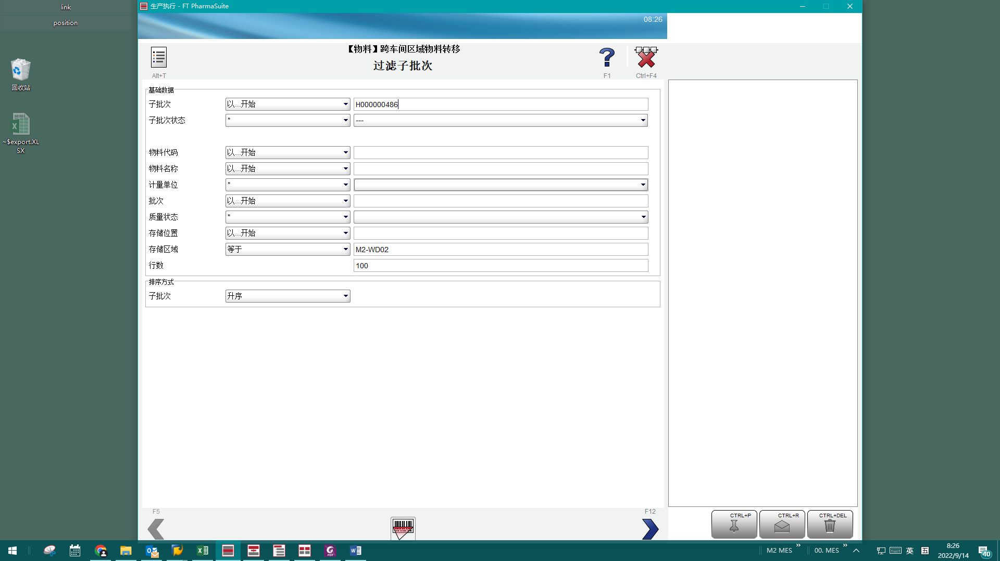 link
position
回收站
~$export.XL
SX
生产执行 - FT PharmaSuite
08:26
【物料】跨车间区域物料转移
过滤子批次
Alt+T
F1
Ctrl+F4
基础数据
子批次 以...开始 H000000486
子批次状态 * ---
物料代码 以...开始
物料名称 以...开始
计量单位 *
批次 以...开始
质量状态 *
存储位置 以...开始
存储区域 等于 M2-WD02
行数 100
排序方式
子批次 升序
F5
F12
CTRL+P
CTRL+R
CTRL+DEL
M2 MES
00. MES
英
五
8:26
2022/9/14
40